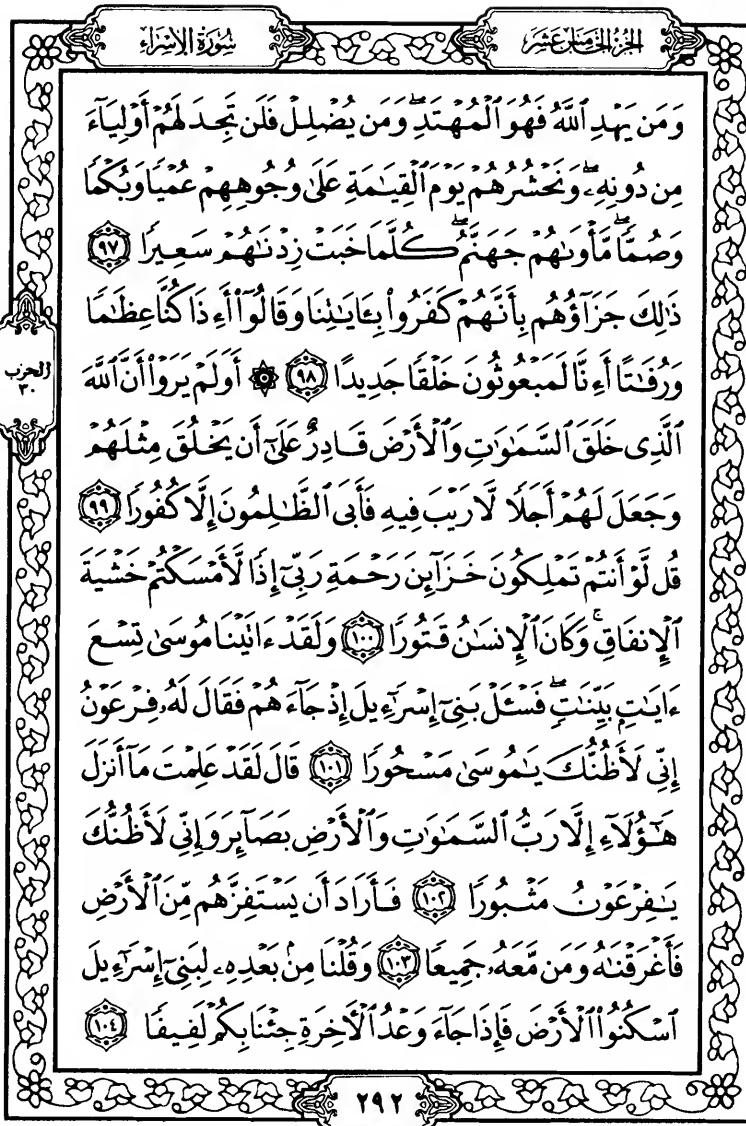 الجزء الخامس عشر
سورة الإسراء
وَمَن يَهْدِ ٱللَّهُ فَهُوَ ٱلْمُهْتَدِۖ وَمَن يُضْلِلْ فَلَن تَجِدَ لَهُمْ أَوْلِيَآءَ
مِن دُونِهِۦۖ وَنَحْشُرُهُمْ يَوْمَ ٱلْقِيَـٰمَةِ عَلَىٰ وُجُوهِهِمْ عُمْيًا وَبُكْمًا
وَصُمًّاۖ مَّأْوَىٰهُمْ جَهَنَّمُۖ كُلَّمَا خَبَتْ زِدْنَـٰهُمْ سَعِيرًا ٩٧
ذَٰلِكَ جَزَآؤُهُم بِأَنَّهُمْ كَفَرُوا۟ بِـَٔايَـٰتِنَا وَقَالُوٓا۟ أَءِذَا كُنَّا عِظَـٰمًا
وَرُفَـٰتًا أَءِنَّا لَمَبْعُوثُونَ خَلْقًا جَدِيدًا ٩٨ ۞ أَوَلَمْ يَرَوْا۟ أَنَّ ٱللَّهَ
ٱلَّذِى خَلَقَ ٱلسَّمَـٰوَٰتِ وَٱلْأَرْضَ قَادِرٌ عَلَىٰٓ أَن يَخْلُقَ مِثْلَهُمْ
وَجَعَلَ لَهُمْ أَجَلًا لَّا رَيْبَ فِيهِ فَأَبَى ٱلظَّـٰلِمُونَ إِلَّا كُفُورًا ٩٩
قُل لَّوْ أَنتُمْ تَمْلِكُونَ خَزَآئِنَ رَحْمَةِ رَبِّىٓ إِذًا لَّأَمْسَكْتُمْ خَشْيَةَ
ٱلْإِنفَاقِۚ وَكَانَ ٱلْإِنسَـٰنُ قَتُورًا ١٠٠ وَلَقَدْ ءَاتَيْنَا مُوسَىٰ تِسْعَ
ءَايَـٰتٍۭ بَيِّنَـٰتٍۖ فَسْـَٔلْ بَنِىٓ إِسْرَٰٓءِيلَ إِذْ جَآءَهُمْ فَقَالَ لَهُۥ فِرْعَوْنُ
إِنِّى لَأَظُنُّكَ يَـٰمُوسَىٰ مَسْحُورًا ١٠١ قَالَ لَقَدْ عَلِمْتَ مَآ أَنزَلَ
هَـٰٓؤُلَآءِ إِلَّا رَبُّ ٱلسَّمَـٰوَٰتِ وَٱلْأَرْضِ بَصَآئِرَ وَإِنِّى لَأَظُنُّكَ
يَـٰفِرْعَوْنُ مَثْبُورًا ١٠٢ فَأَرَادَ أَن يَسْتَفِزَّهُم مِّنَ ٱلْأَرْضِ
فَأَغْرَقْنَـٰهُ وَمَن مَّعَهُۥ جَمِيعًا ١٠٣ وَقُلْنَا مِنۢ بَعْدِهِۦ لِبَنِىٓ إِسْرَٰٓءِيلَ
ٱسْكُنُوا۟ ٱلْأَرْضَ فَإِذَا جَآءَ وَعْدُ ٱلْـَٔاخِرَةِ جِئْنَا بِكُمْ لَفِيفًا ١٠٤
الحزب
٣٠
٢٩٢